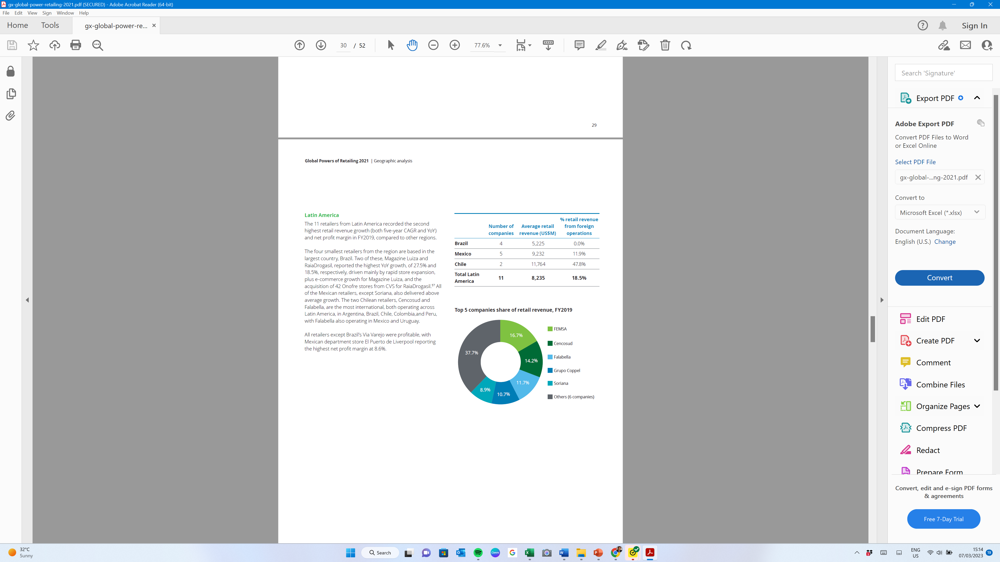 gx-global-power-retailing-2021.pdf (SECURED) - Adobe Acrobat Reader (64-bit)
File Edit View Sign Window Help
Home Tools gx-global-power-re... Sign In
30 / 52 77.6%
29
Global Powers of Retailing 2021 | Geographic analysis
Latin America
The 11 retailers from Latin America recorded the second
highest retail revenue growth (both five-year CAGR and YoY)
and net profit margin in FY2019, compared to other regions.
The four smallest retailers from the region are based in the
largest country, Brazil. Two of these, Magazine Luiza and
RaiaDrogasil, reported the highest YoY growth, of 27.5% and
18.5%, respectively, driven mainly by rapid store expansion,
plus e-commerce growth for Magazine Luiza, and the
acquisition of 42 Onofre stores from CVS for RaiaDrogasil.57 All
of the Mexican retailers, except Soriana, also delivered above
average growth. The two Chilean retailers, Cencosud and
Falabella, are the most international, both operating across
Latin America, in Argentina, Brazil, Chile, Colombia,and Peru,
with Falabella also operating in Mexico and Uruguay.
All retailers except Brazil's Via Varejo were profitable, with
Mexican department store El Puerto de Liverpool reporting
the highest net profit margin at 8.6%.
% retail revenue
Number of Average retail from foreign
companies revenue (US$M) operations
Brazil 4 5,225 0.0%
Mexico 5 9,232 11.9%
Chile 2 11,764 47.8%
Total Latin
America 11 8,235 18.5%
Top 5 companies share of retail revenue, FY2019
16.7%
14.2%
11.7%
10.7%
8.9%
37.7%
FEMSA
Cencosud
Falabella
Grupo Coppel
Soriana
Others (6 companies)
Search 'Signature'
Export PDF
Adobe Export PDF
Convert PDF Files to Word
or Excel Online
Select PDF File
gx-global-...ng-2021.pdf
Convert to
Microsoft Excel (*.xlsx)
Document Language:
English (U.S.) Change
Convert
Edit PDF
Create PDF
Comment
Combine Files
Organize Pages
Compress PDF
Redact
Prepare Form
Convert, edit and e-sign PDF forms
& agreements
Free 7-Day Trial
32°C
Sunny
Search
ENG
US
15:14
07/03/2023
19